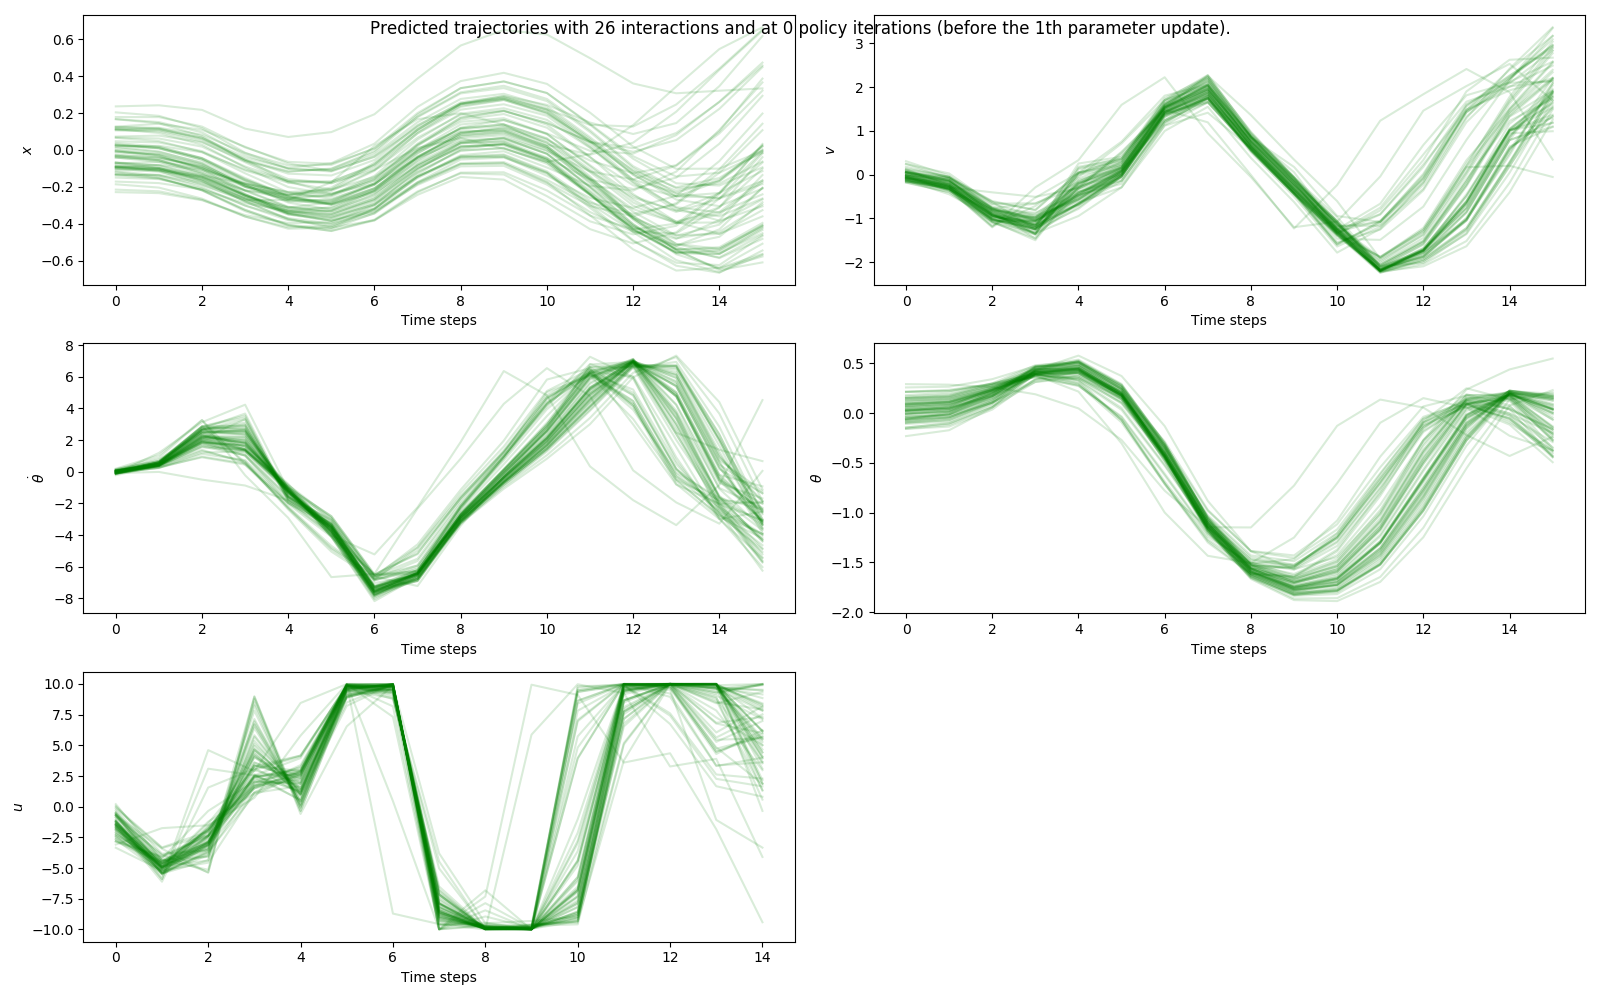 Predicted trajectories with 26 interactions and at 0 policy iterations (before the 1th parameter update).
0.6
0.4
0.2
0.0
−0.2
−0.4
−0.6
x
0 2 4 6 8 10 12 14
Time steps
3
2
1
0
−1
−2
v
0 2 4 6 8 10 12 14
Time steps
8
6
4
2
0
−2
−4
−6
−8
θ̇
0 2 4 6 8 10 12 14
Time steps
0.5
0.0
−0.5
−1.0
−1.5
−2.0
θ
0 2 4 6 8 10 12 14
Time steps
10.0
7.5
5.0
2.5
0.0
−2.5
−5.0
−7.5
−10.0
u
0 2 4 6 8 10 12 14
Time steps